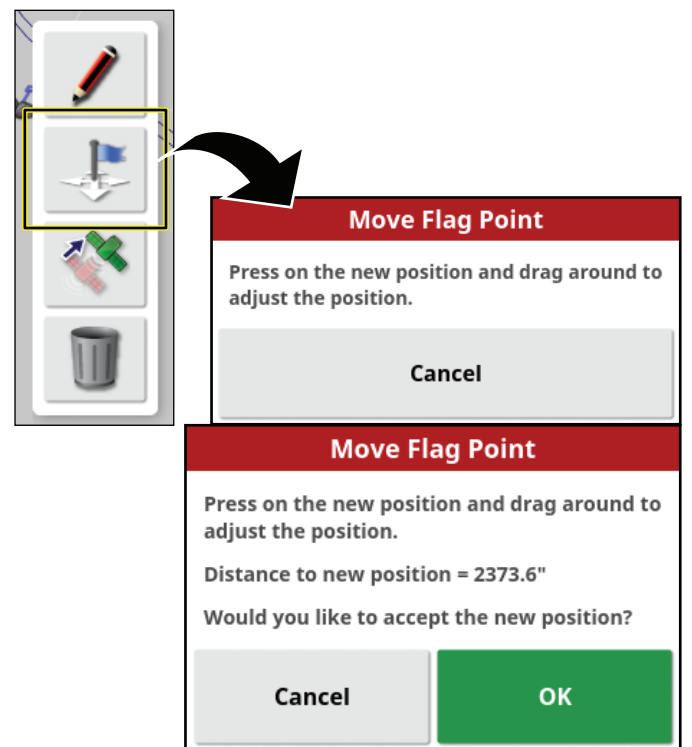 Move Flag Point
Press on the new position and drag around to
adjust the position.
Cancel
Move Flag Point
Press on the new position and drag around to
adjust the position.
Distance to new position = 2373.6"
Would you like to accept the new position?
Cancel
OK